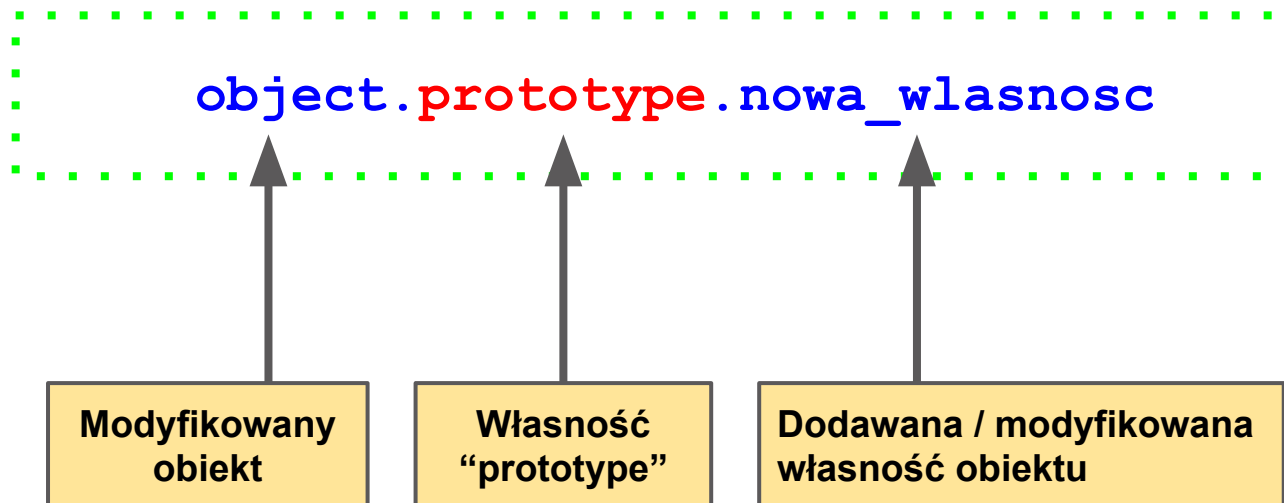 object.prototype.nowa_wlasnosc
Modyfikowany
obiekt
Własność
“prototype”
Dodawana / modyfikowana
własność obiektu